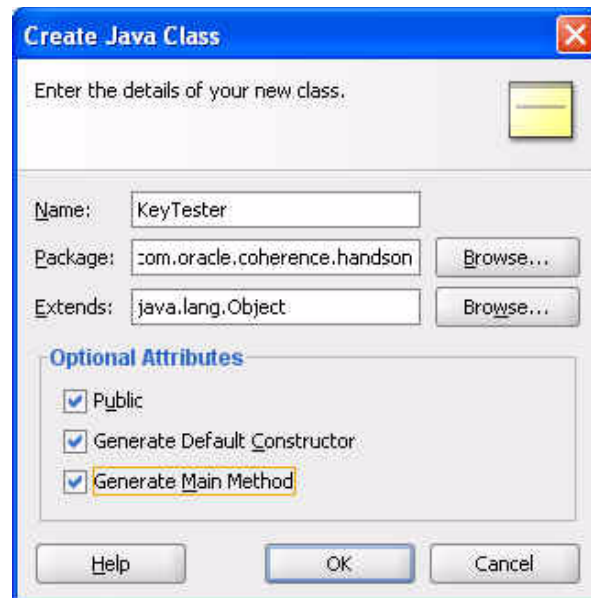 Create Java Class
Enter the details of your new class.
Name: KeyTester
Package: com.oracle.coherence.handson Browse...
Extends: java.lang.Object Browse...
Optional Attributes
Public
Generate Default Constructor
Generate Main Method
Help OK Cancel